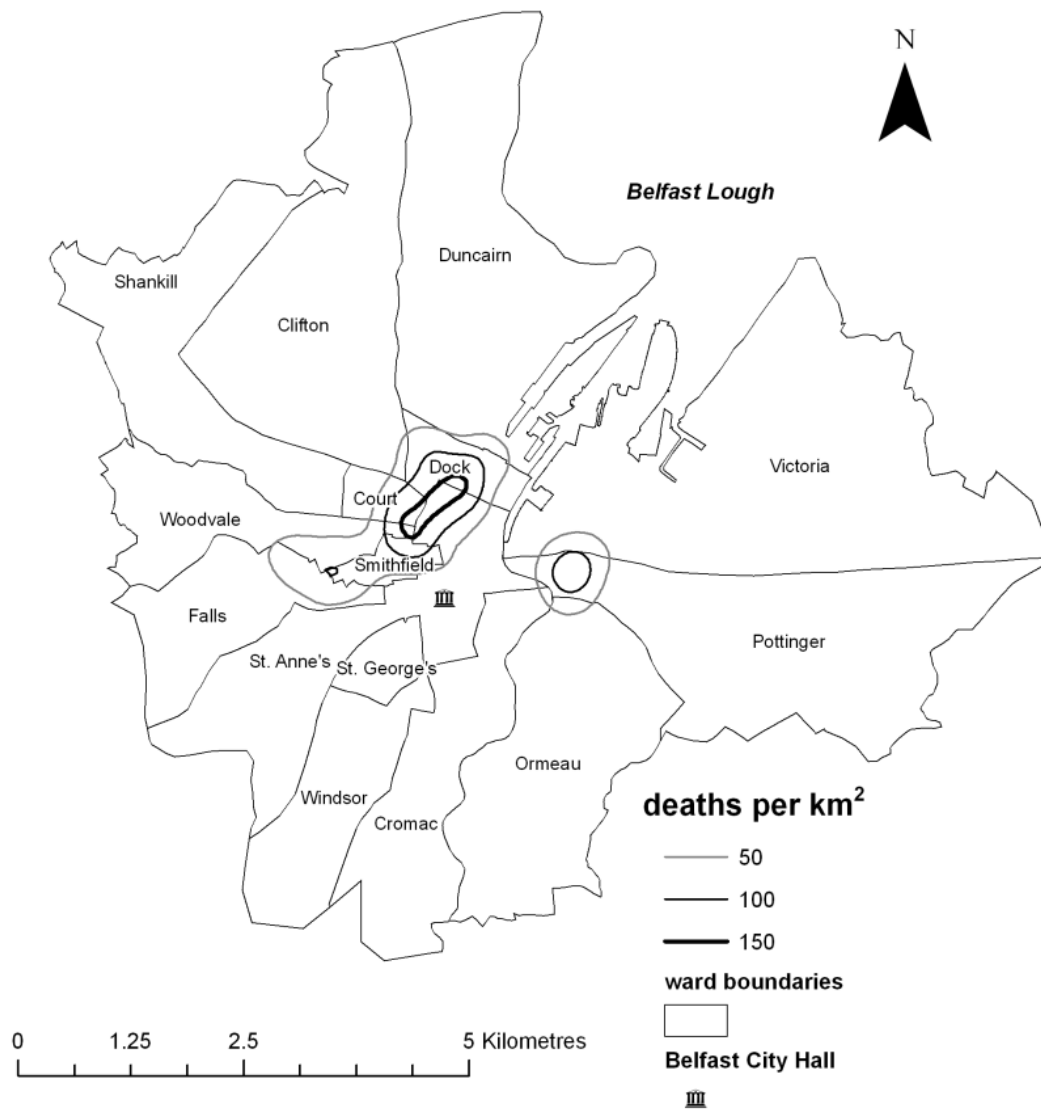 N
Belfast Lough
Duncairn
Shankill
Clifton
Dock
Victoria
Court
Woodvale
Smithfield
Falls
Pottinger
St. Anne's
St. George's
Ormeau
Windsor
Cromac
deaths per km²
50
100
150
ward boundaries
Belfast City Hall
0 1.25 2.5 5 Kilometres